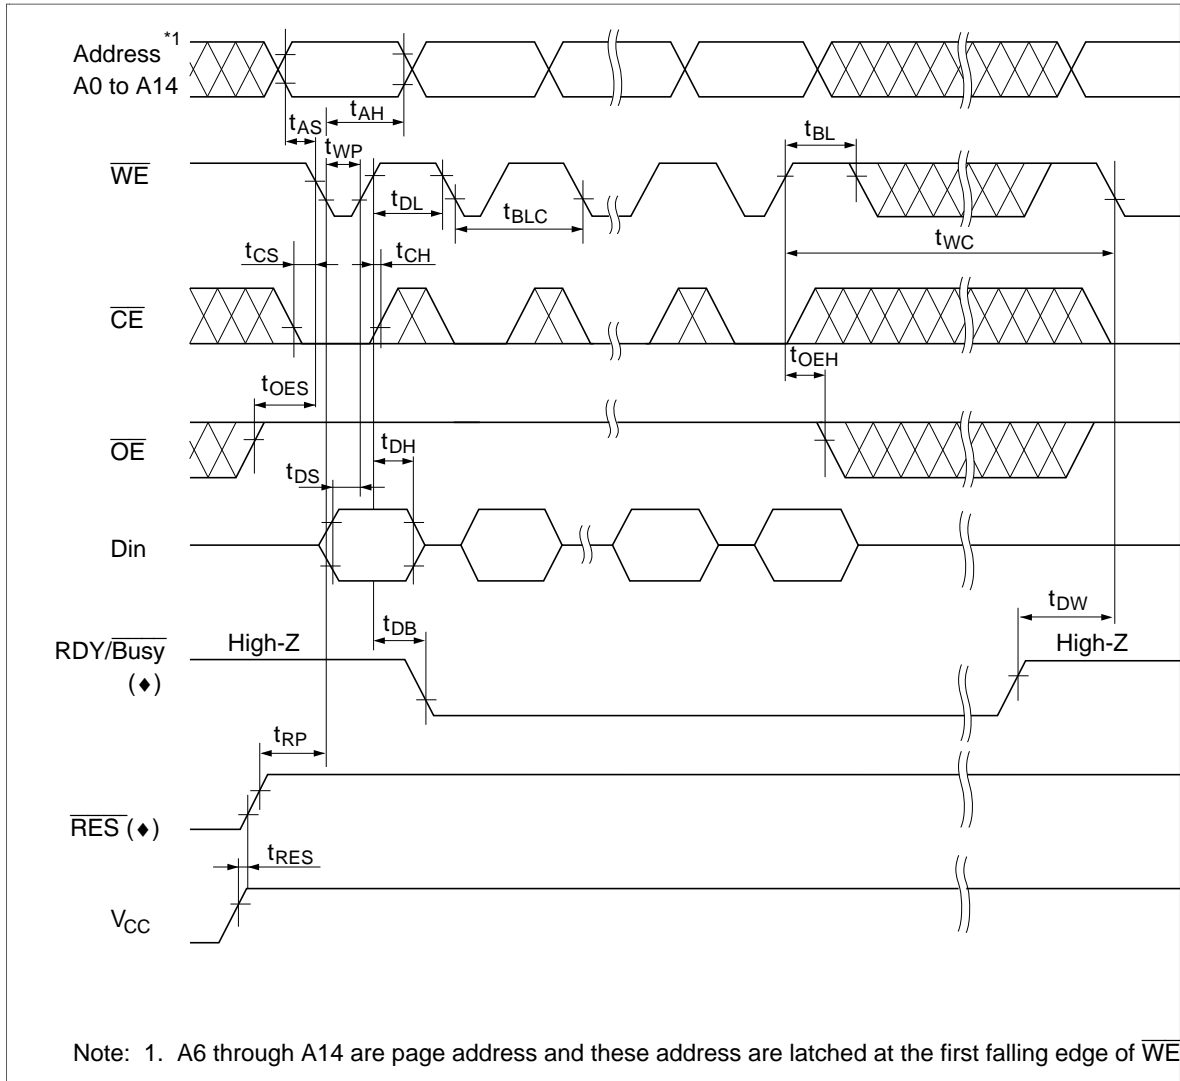 Address *1
A0 to A14
tAH
tAS
tBL
tWP
WE
tDL
tBLC
tWC
tCS
tCH
CE
tOEH
tOES
OE
tDH
tDS
Din
tDW
tDB
RDY/Busy
High-Z
High-Z
(♦)
tRP
RES (♦)
tRES
VCC
Note: 1. A6 through A14 are page address and these address are latched at the first falling edge of WE